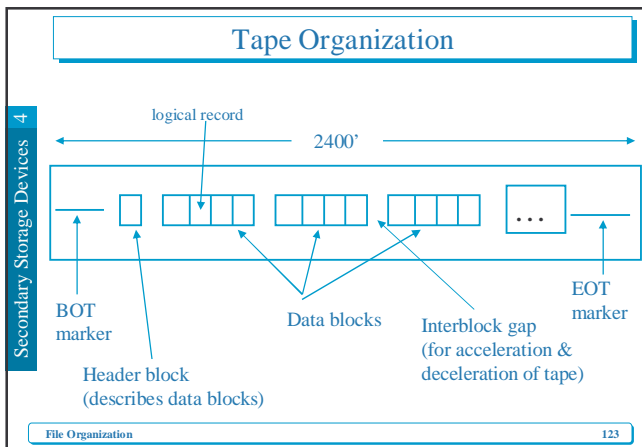 Tape Organization
Secondary Storage Devices 4
logical record
2400’
...
BOT
marker
Header block
(describes data blocks)
Data blocks
Interblock gap
(for acceleration &
deceleration of tape)
EOT
marker
File Organization
123